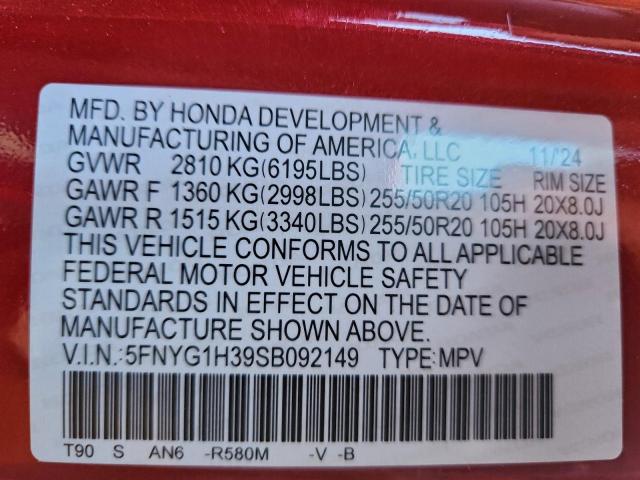 MFD. BY HONDA DEVELOPMENT &
MANUFACTURING OF AMERICA, LLC 11/'24
GVWR 2810 KG(6195LBS) TIRE SIZE RIM SIZE
GAWR F 1360 KG(2998LBS) 255/50R20 105H 20X8.0J
GAWR R 1515 KG(3340LBS) 255/50R20 105H 20X8.0J
THIS VEHICLE CONFORMS TO ALL APPLICABLE
FEDERAL MOTOR VEHICLE SAFETY
STANDARDS IN EFFECT ON THE DATE OF
MANUFACTURE SHOWN ABOVE.
V.I.N.:5FNYG1H39SB092149 TYPE:MPV
T90 S AN6 -R580M -V -B